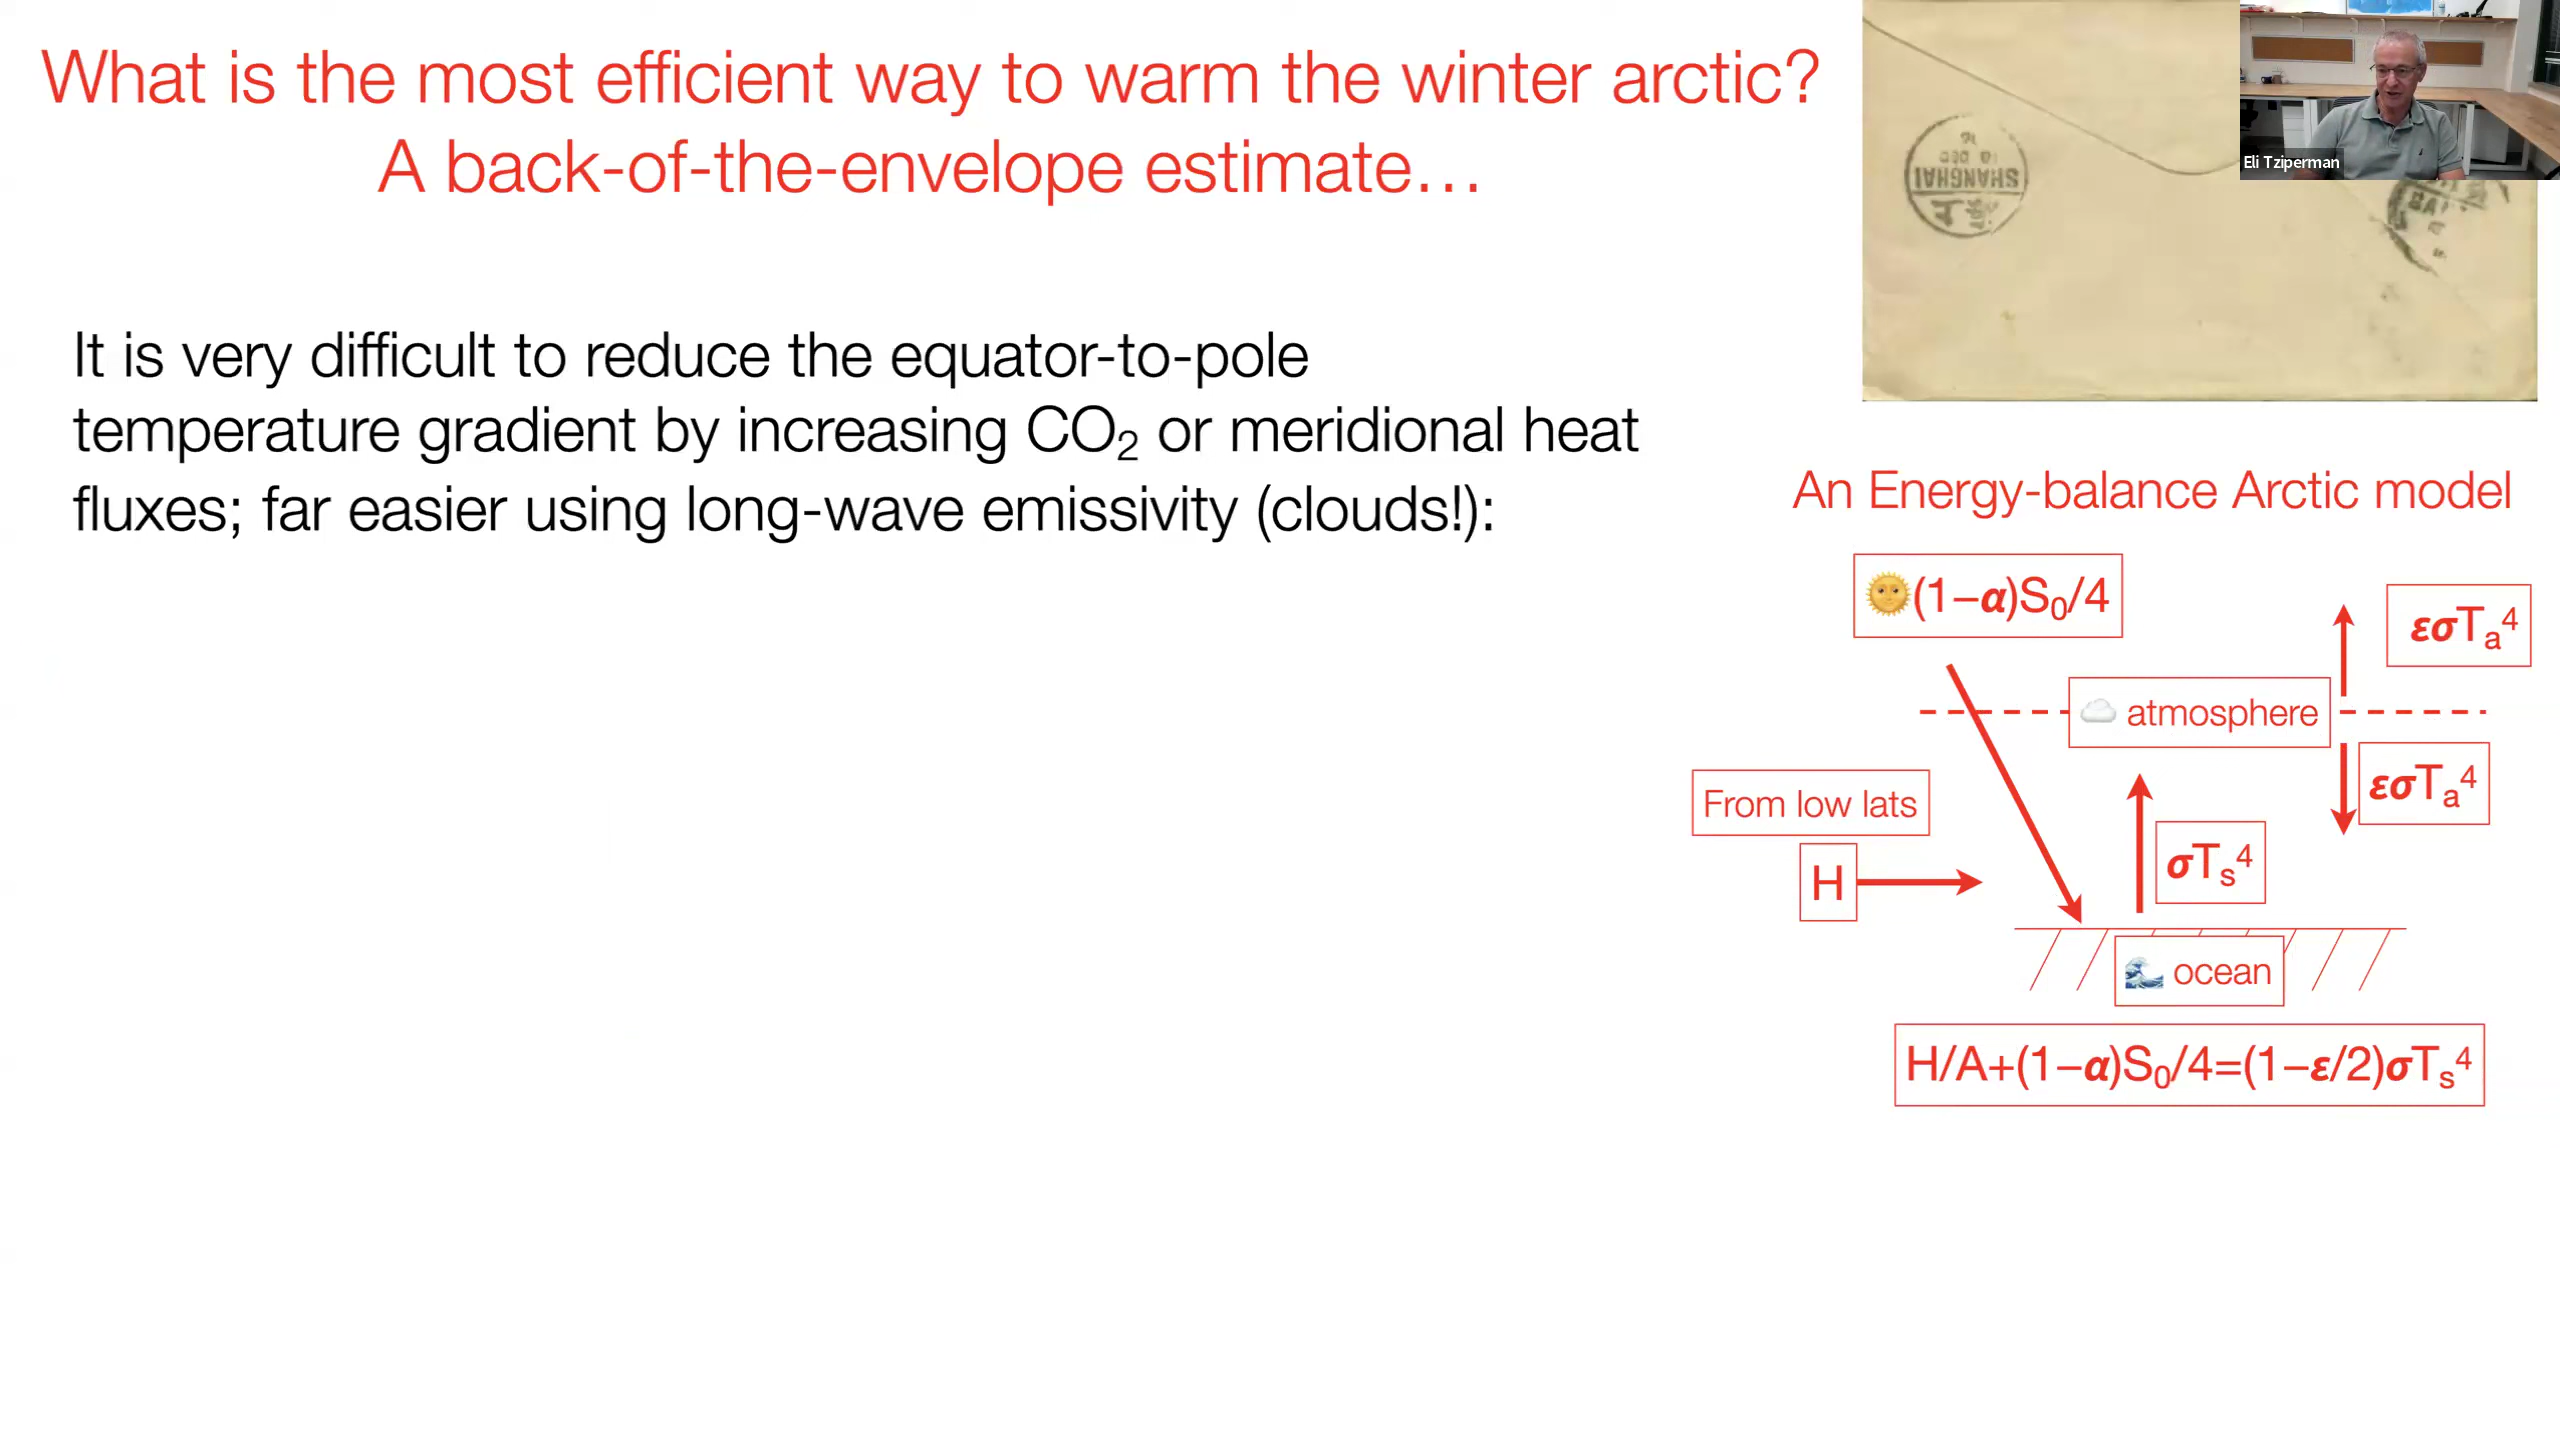 What is the most efficient way to warm the winter arctic?
A back-of-the-envelope estimate…
SHANGHAI
Eli Tziperman
It is very difficult to reduce the equator-to-pole
temperature gradient by increasing CO₂ or meridional heat
fluxes; far easier using long-wave emissivity (clouds!):
An Energy-balance Arctic model
(1–α)S₀/4
εσTₐ⁴
atmosphere
εσTₐ⁴
From low lats
H
σTₛ⁴
ocean
H/A+(1–α)S₀/4=(1–ε/2)σTₛ⁴